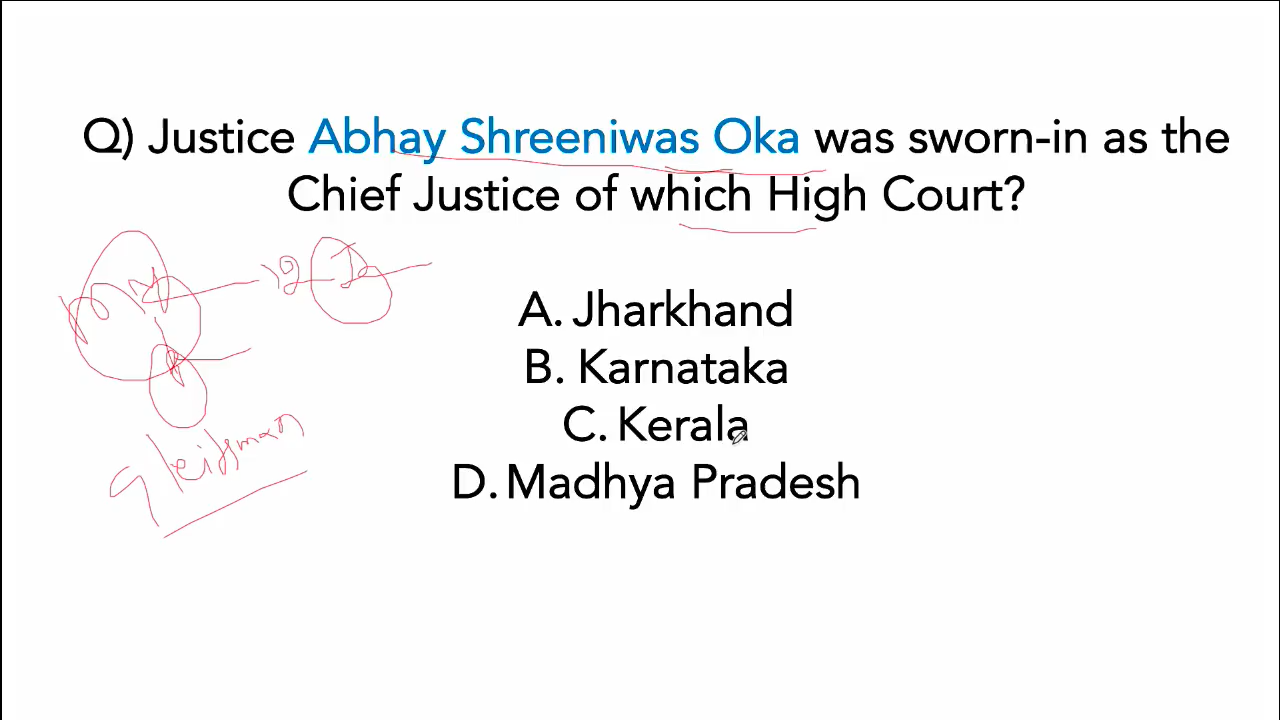 Q) Justice Abhay Shreeniwas Oka was sworn-in as the
Chief Justice of which High Court?
A. Jharkhand
B. Karnataka
C. Kerala
D. Madhya Pradesh